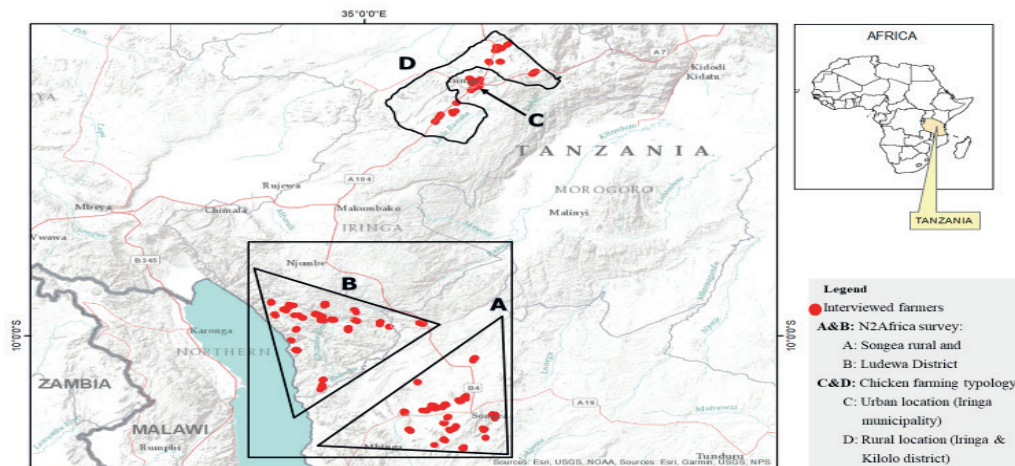 35°0'0"E
AFRICA
TANZANIA
D
C
A7
Kidodi
Kidatu
TANZANIA
A104
Rujewa
MOROGORO
Mbeya
Chimala
Makumbako
Malinyi
IRINGA
Vwawa
B345
Njombe
B
A
10°0'0"S
10°0'0"S
Karonga
NORTHERN
ZAMBIA
B4
A19
MALAWI
Rumphi
Mbinga
Tunduru
Sources: Esri, USGS, NOAA, Sources: Esri, Garmin, USGS, NPS
Legend
Interviewed farmers
A&B: N2Africa survey:
A: Songea rural and
B: Ludewa District
C&D: Chicken farming typology
C: Urban location (Iringa
municipality)
D: Rural location (Iringa &
Kilolo district)